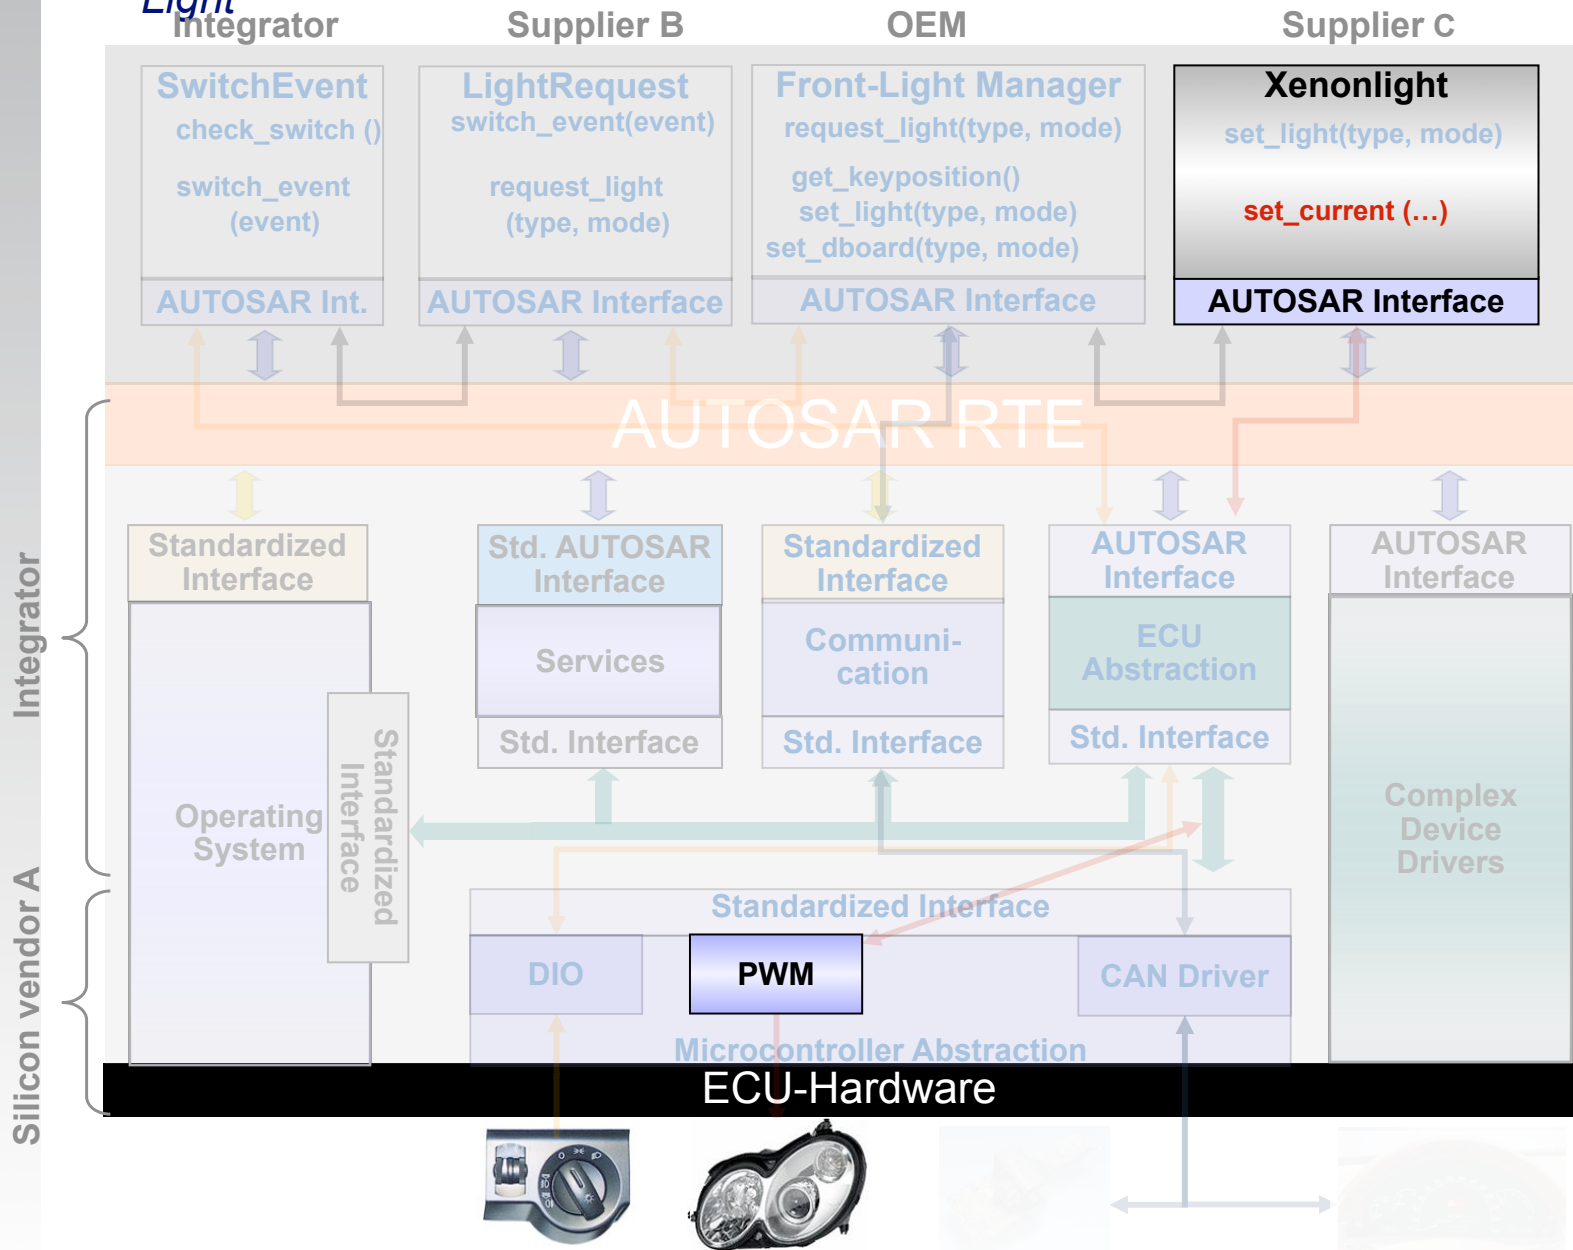 Light
Integrator
Supplier B
OEM
Supplier C
SwitchEvent
check_switch ()
switch_event
(event)
AUTOSAR Int.
LightRequest
switch_event(event)
request_light
(type, mode)
AUTOSAR Interface
Front-Light Manager
request_light(type, mode)
get_keyposition()
set_light(type, mode)
set_dboard(type, mode)
AUTOSAR Interface
Xenonlight
set_light(type, mode)
set_current (…)
AUTOSAR Interface
AUTOSAR RTE
Integrator
Silicon vendor A
Standardized
Interface
Operating
System
Standardized
Interface
Std. AUTOSAR
Interface
Services
Std. Interface
Standardized
Interface
Communi-
cation
Std. Interface
AUTOSAR
Interface
ECU
Abstraction
Std. Interface
AUTOSAR
Interface
Complex
Device
Drivers
Standardized Interface
DIO
PWM
CAN Driver
Microcontroller Abstraction
ECU-Hardware